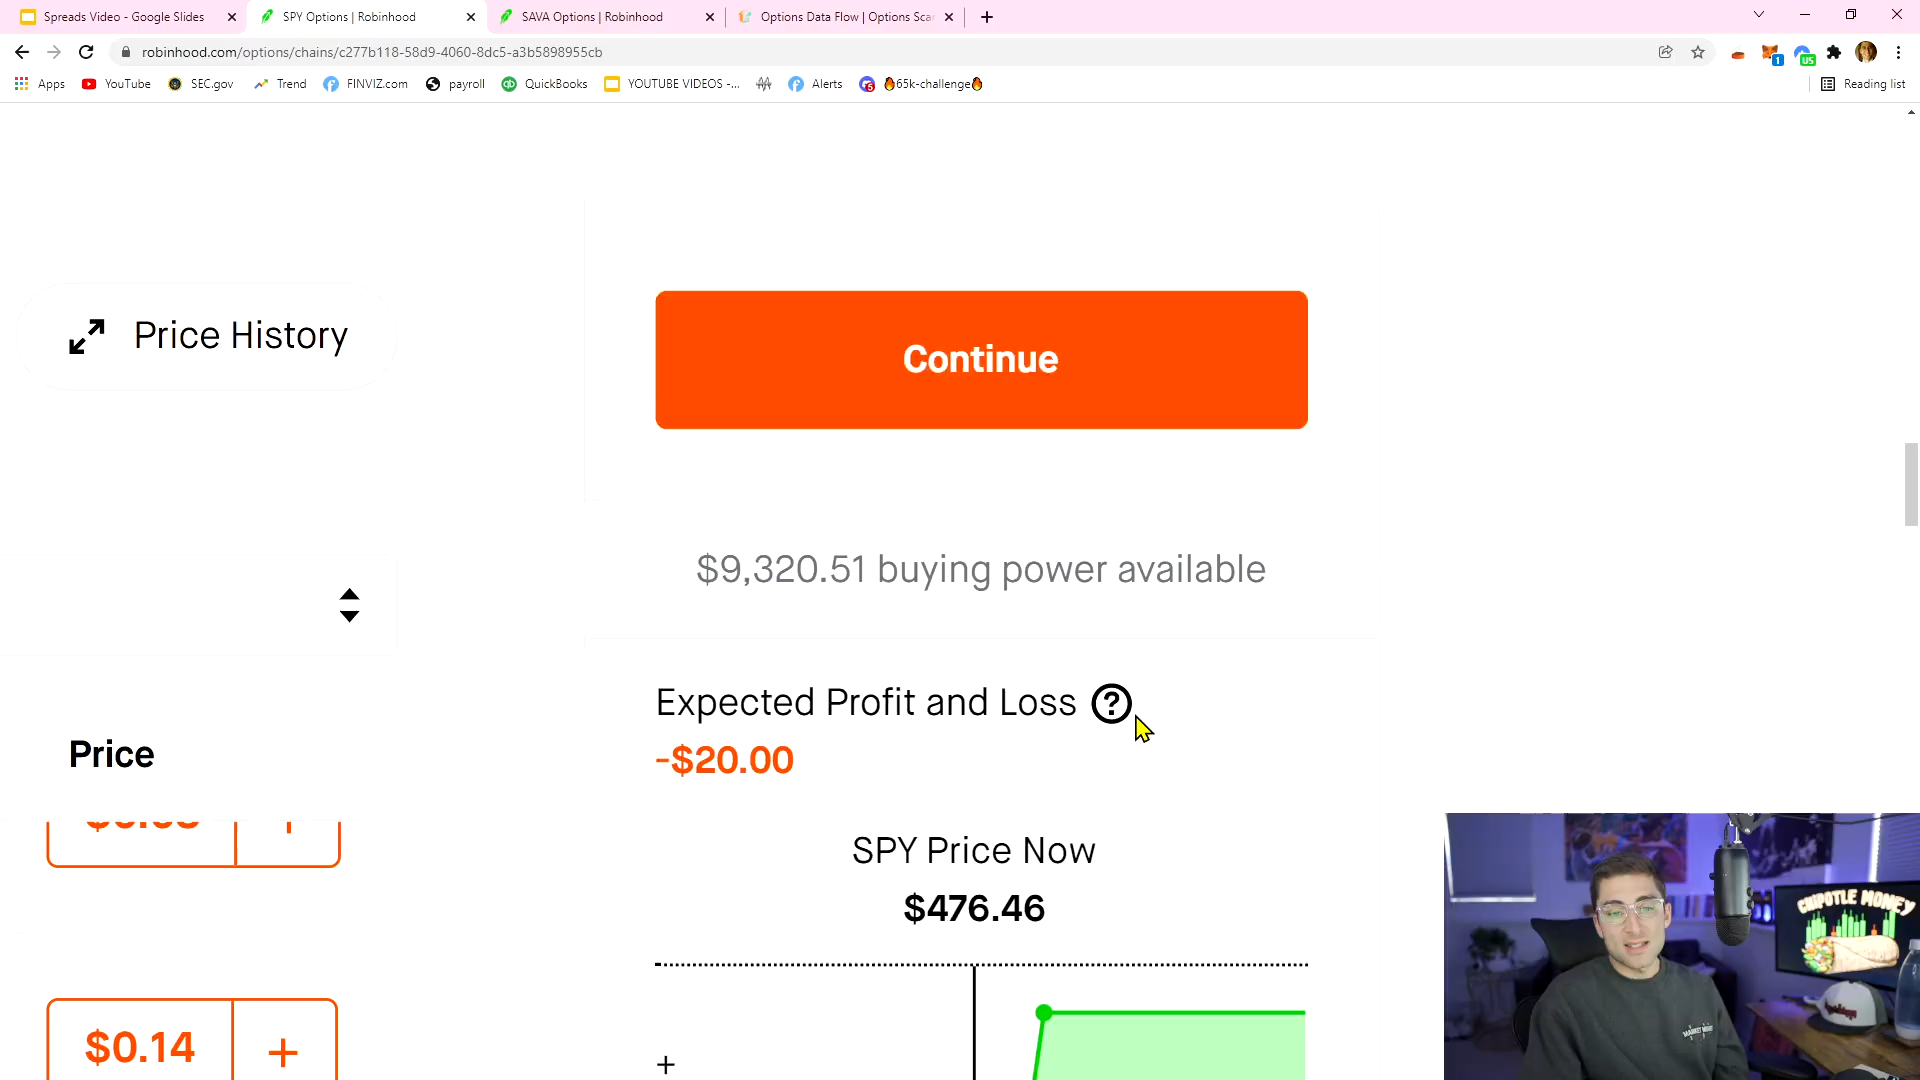 Spreads Video - Google Slides
SPY Options | Robinhood
SAVA Options | Robinhood
Options Data Flow | Options Scan
robinhood.com/options/chains/c277b118-58d9-4060-8dc5-a3b5898955cb
Apps
YouTube
SEC.gov
Trend
FINVIZ.com
payroll
QuickBooks
YOUTUBE VIDEOS -...
Alerts
🔥65k-challenge🔥
Reading list
Price History
Continue
$9,320.51 buying power available
Expected Profit and Loss ?
-$20.00
Price
SPY Price Now
$476.46
$0.14 +
+
CHIPOTLE MONEY